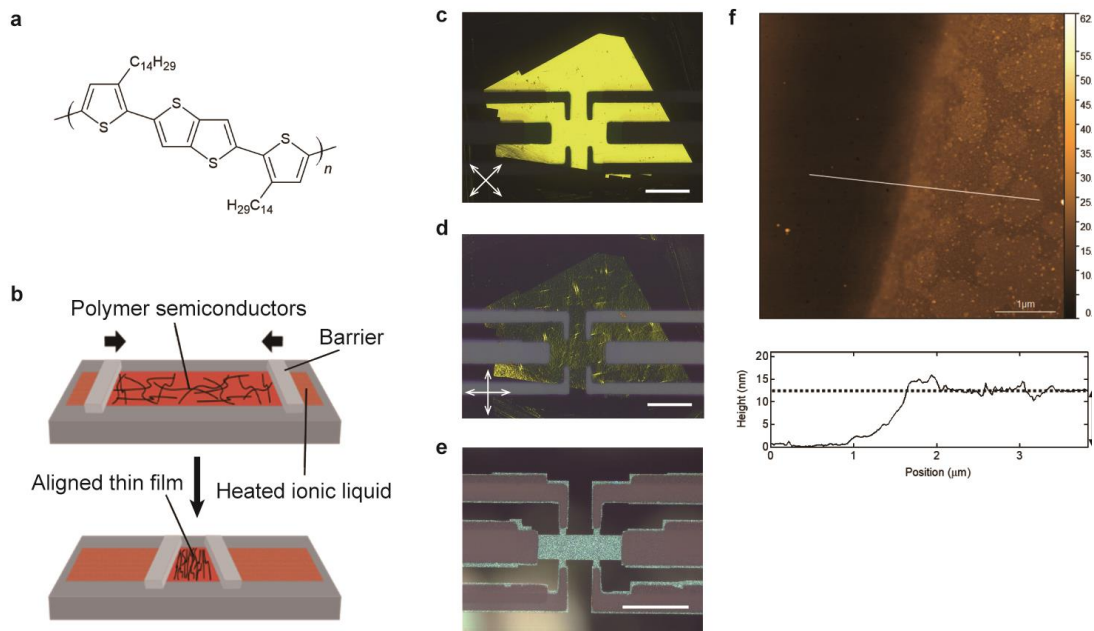 a
C14H29
S
S
S
S
n
H29C14
b
Polymer semiconductors
Barrier
Aligned thin film
Heated ionic liquid
c
d
e
f
62.
55.
50.
45.
40.
35.
30.
25.
20.
15.
10.
5.
0.
1μm
Height (nm)
20
15
10
5
0
0
1
2
3
Position (μm)